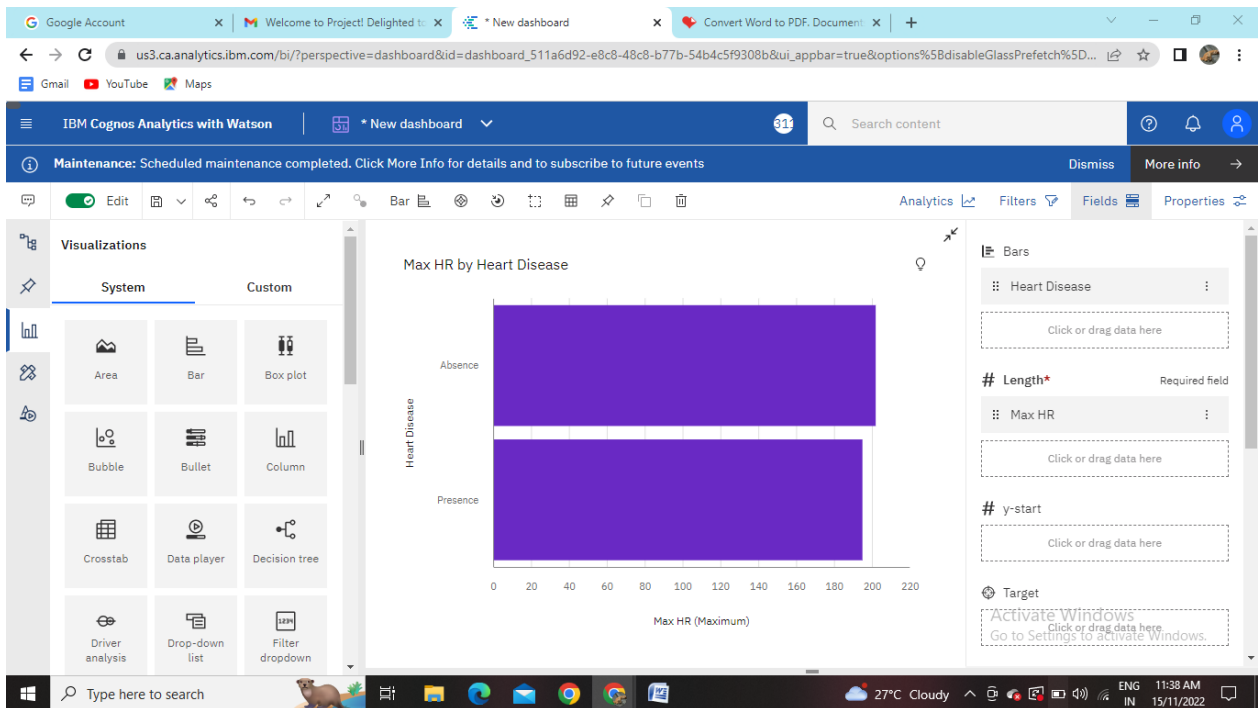 Google Account
Welcome to Project! Delighted to
* New dashboard
Convert Word to PDF. Document
us3.ca.analytics.ibm.com/bi/?perspective=dashboard&id=dashboard_511a6d92-e8c8-48c8-b77b-54b4c5f9308b&ui_appbar=true&options%5BdisableGlassPrefetch%5D...
Gmail YouTube Maps
IBM Cognos Analytics with Watson
* New dashboard
311
Search content
Maintenance: Scheduled maintenance completed. Click More Info for details and to subscribe to future events
Dismiss
More info
Edit
Bar
Analytics
Filters
Fields
Properties
Visualizations
System
Custom
Area
Bar
Box plot
Bubble
Bullet
Column
Crosstab
Data player
Decision tree
Driver
analysis
Drop-down
list
1234
Filter
dropdown
Max HR by Heart Disease
Heart Disease
Absence
Presence
0 20 40 60 80 100 120 140 160 180 200 220
Max HR (Maximum)
Bars
Heart Disease
Click or drag data here
# Length*
Required field
Max HR
Click or drag data here
# y-start
Click or drag data here
Target
Click or drag data here
Activate Windows
Go to Settings to activate Windows.
Type here to search
27°C Cloudy
ENG
IN
11:38 AM
15/11/2022